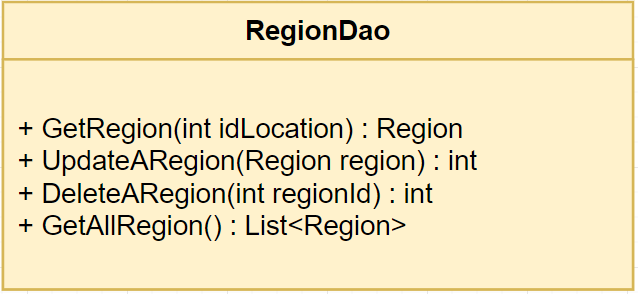 RegionDao
+ GetRegion(int idLocation) : Region
+ UpdateARegion(Region region) : int
+ DeleteARegion(int regionId) : int
+ GetAllRegion() : List<Region>